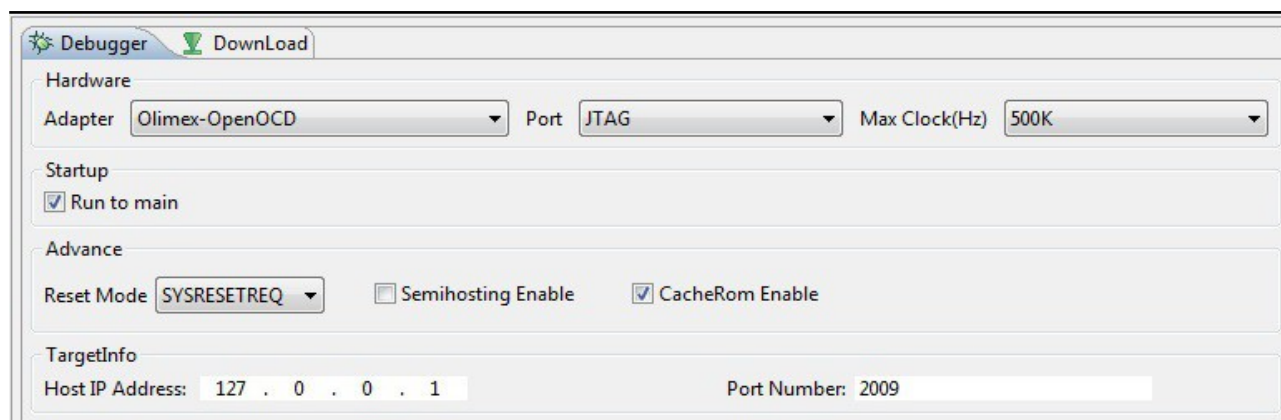 Debugger DownLoad
Hardware
Adapter Olimex-OpenOCD Port JTAG Max Clock(Hz) 500K
Startup
Run to main
Advance
Reset Mode SYSRESETREQ Semihosting Enable CacheRom Enable
TargetInfo
Host IP Address: 127 . 0 . 0 . 1 Port Number: 2009